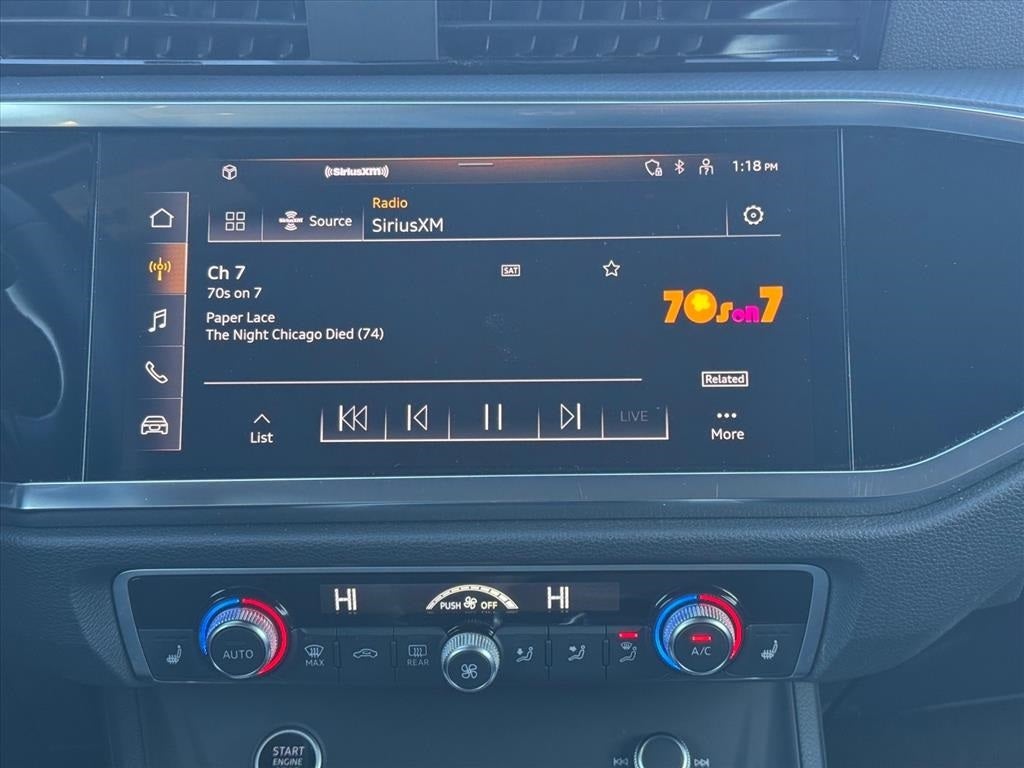 ((SiriusXM))
1:18 PM
SiriusXM
Source
Radio
SiriusXM
Ch 7
SAT
70s on 7
Paper Lace
The Night Chicago Died (74)
70s on 7
Related
List
LIVE
More
HI
PUSH OFF
HI
AUTO
MAX
REAR
A/C
START
ENGINE